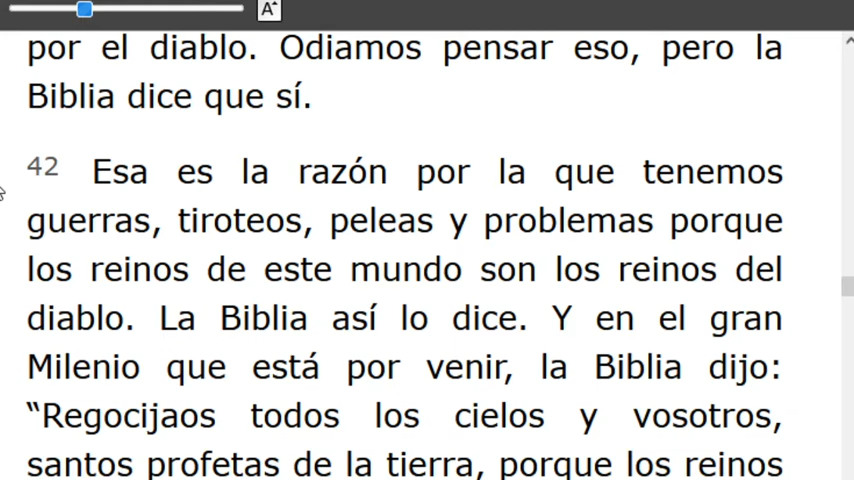 A
por el diablo. Odiamos pensar eso, pero la
Biblia dice que sí.
42 Esa es la razón por la que tenemos
guerras, tiroteos, peleas y problemas porque
los reinos de este mundo son los reinos del
diablo. La Biblia así lo dice. Y en el gran
Milenio que está por venir, la Biblia dijo:
“Regocijaos todos los cielos y vosotros,
santos profetas de la tierra, porque los reinos